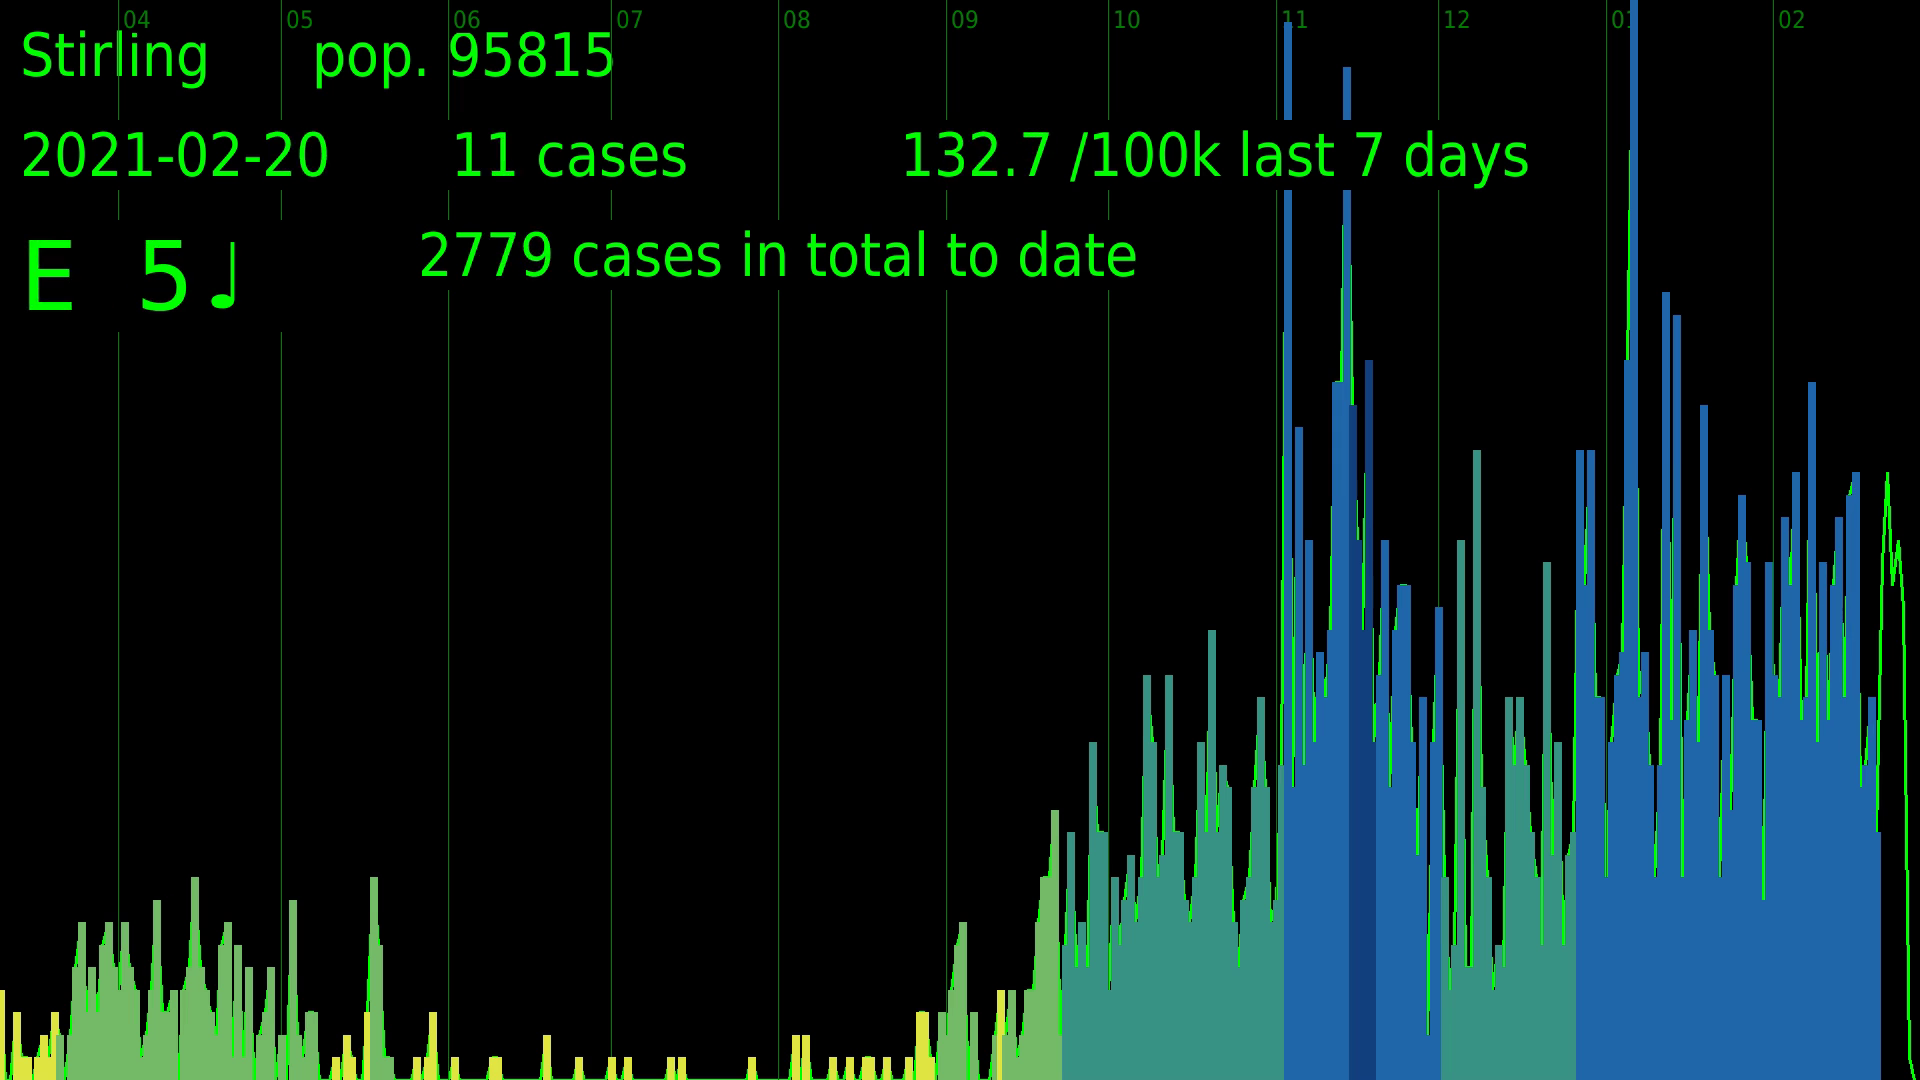 04 05 06 07 08 09 10 11 12 01 02
Stirling pop. 95815
2021-02-20 11 cases 132.7 /100k last 7 days
E 5♩ 2779 cases in total to date